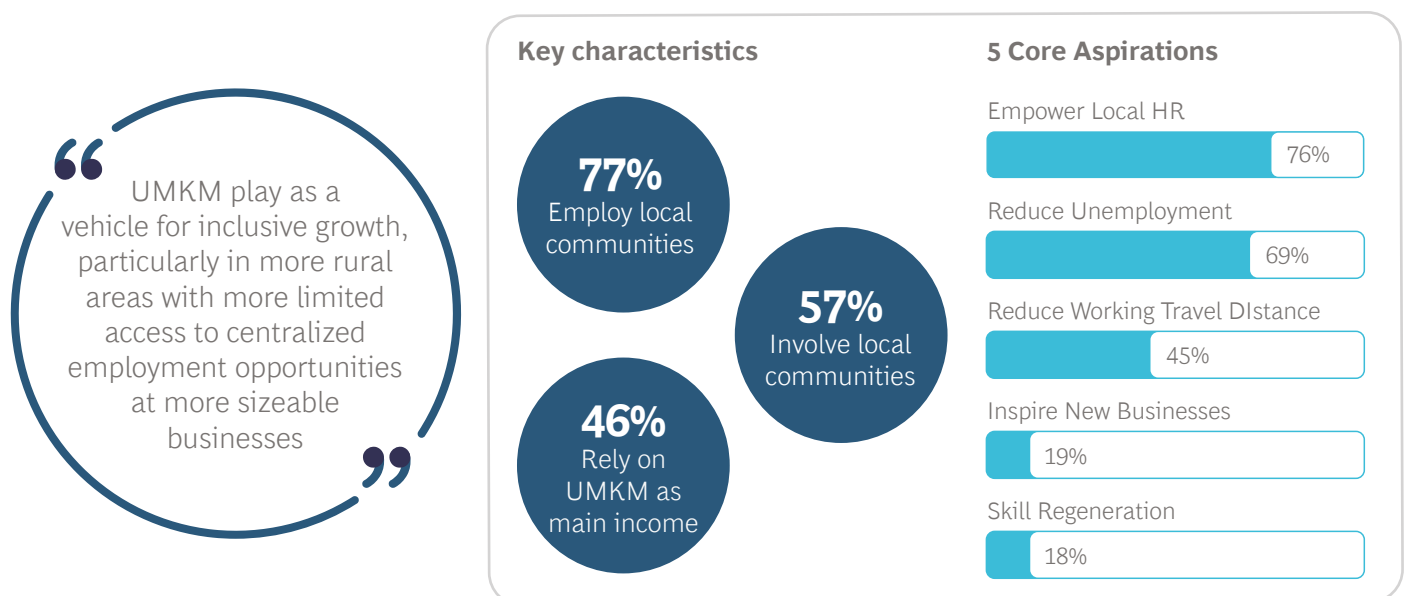 “
UMKM play as a
vehicle for inclusive growth,
particularly in more rural
areas with more limited
access to centralized
employment opportunities
at more sizeable
businesses
”
Key characteristics
77%
Employ local
communities
57%
Involve local
communities
46%
Rely on
UMKM as
main income
5 Core Aspirations
Empower Local HR
76%
Reduce Unemployment
69%
Reduce Working Travel DIstance
45%
Inspire New Businesses
19%
Skill Regeneration
18%